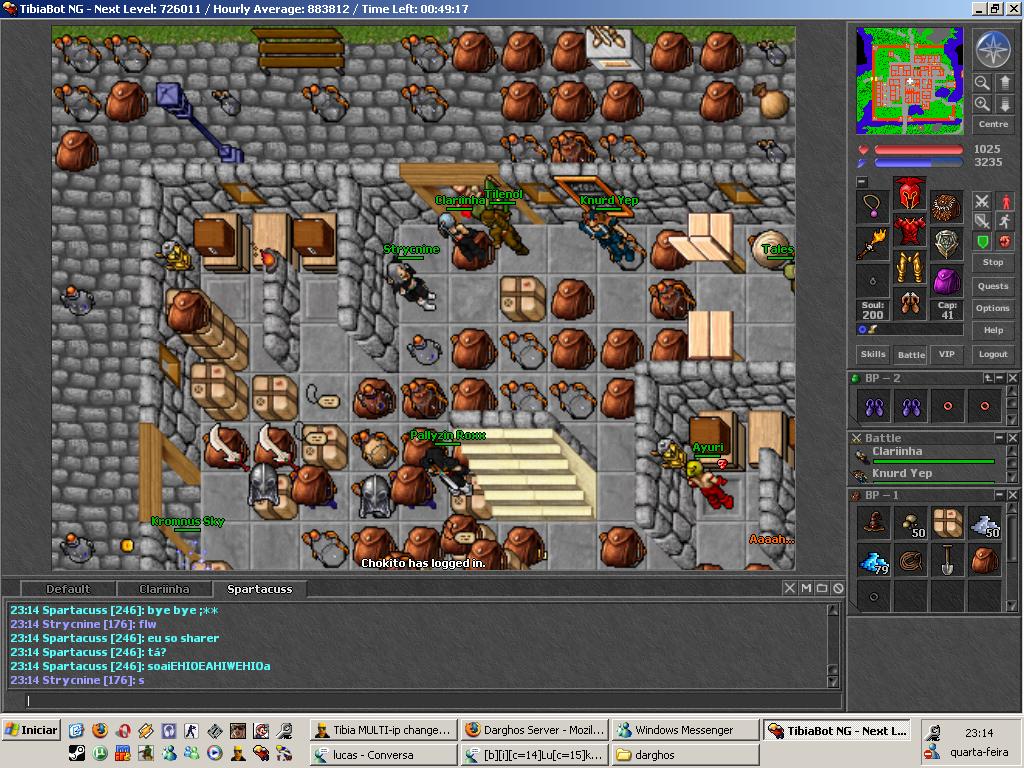 TibiaBot NG - Next Level: 726011 / Hourly Average: 883812 / Time Left: 00:49:17
Clariinha
Tilenol
Knurd Yep
Strycnine
Tales
Pallyzin Roxx
Ayuri
Kromnus Sky
Aaaah..
Chokito has logged in.
Centre
1025
3235
Stop
Quests
Soul:
200
Cap:
41
Options
Help
Skills
Battle
VIP
Logout
BP - 2
Battle
Clariinha
Knurd Yep
BP - 1
50
50
79
Default
Clariinha
Spartacuss
23:14 Spartacuss [246]: bye bye ;**
23:14 Strycnine [176]: flw
23:14 Spartacuss [246]: eu so sharer
23:14 Spartacuss [246]: tá?
23:14 Spartacuss [246]: soaiEHIOEAHIWEHIOa
23:14 Strycnine [176]: s
Iniciar
Tibia MULTI-ip change...
Darghos Server - Mozil...
Windows Messenger
TibiaBot NG - Next L...
23:14
lucas - Conversa
[b][i][c=14]Lu[c=15]k...
darghos
quarta-feira